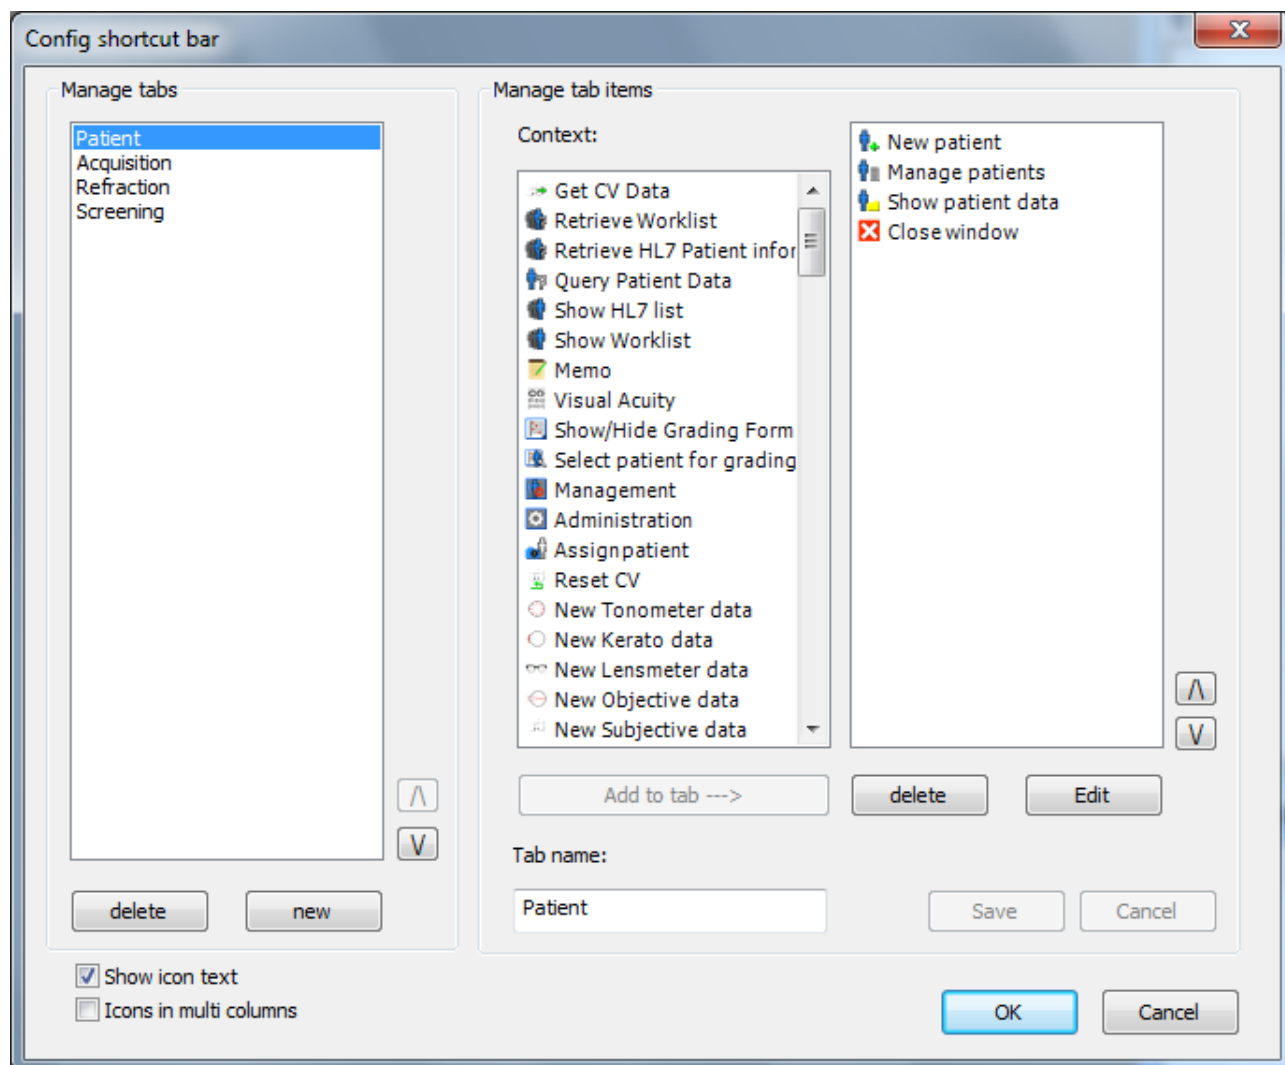 Config shortcut bar
Manage tabs
Patient
Acquisition
Refraction
Screening
/\
\/
delete
new
Manage tab items
Context:
Get CV Data
Retrieve Worklist
Retrieve HL7 Patient infor
Query Patient Data
Show HL7 list
Show Worklist
Memo
Visual Acuity
Show/Hide Grading Form
Select patient for grading
Management
Administration
Assign patient
Reset CV
New Tonometer data
New Kerato data
New Lensmeter data
New Objective data
New Subjective data
New patient
Manage patients
Show patient data
Close window
/\
\/
Add to tab --->
delete
Edit
Tab name:
Patient
Save
Cancel
Show icon text
Icons in multi columns
OK
Cancel